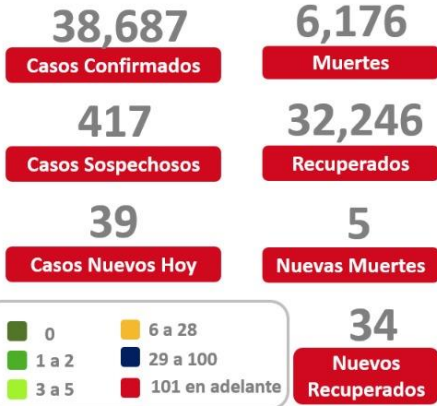 38,687
Casos Confirmados
6,176
Muertes
417
Casos Sospechosos
32,246
Recuperados
39
Casos Nuevos Hoy
5
Nuevas Muertes
0
1 a 2
3 a 5
6 a 28
29 a 100
101 en adelante
34
Nuevos
Recuperados